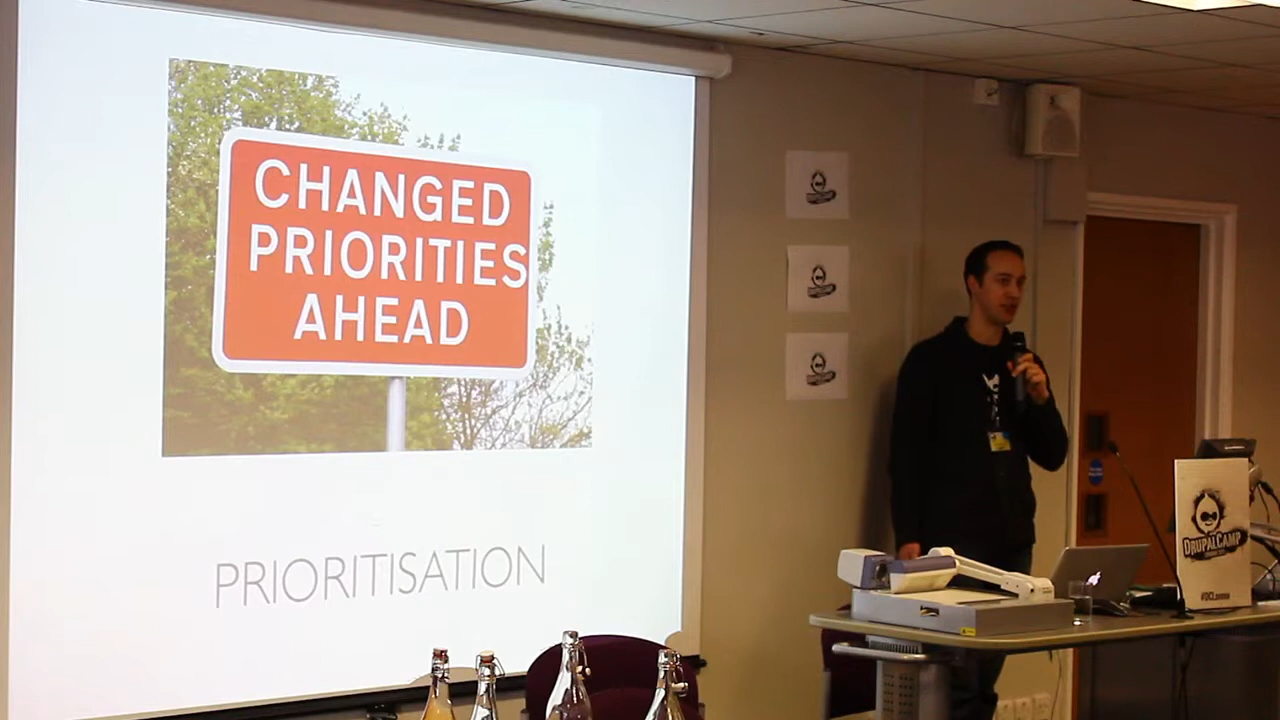 CHANGED
PRIORITIES
AHEAD
PRIORITISATION
DRUPALCAMP